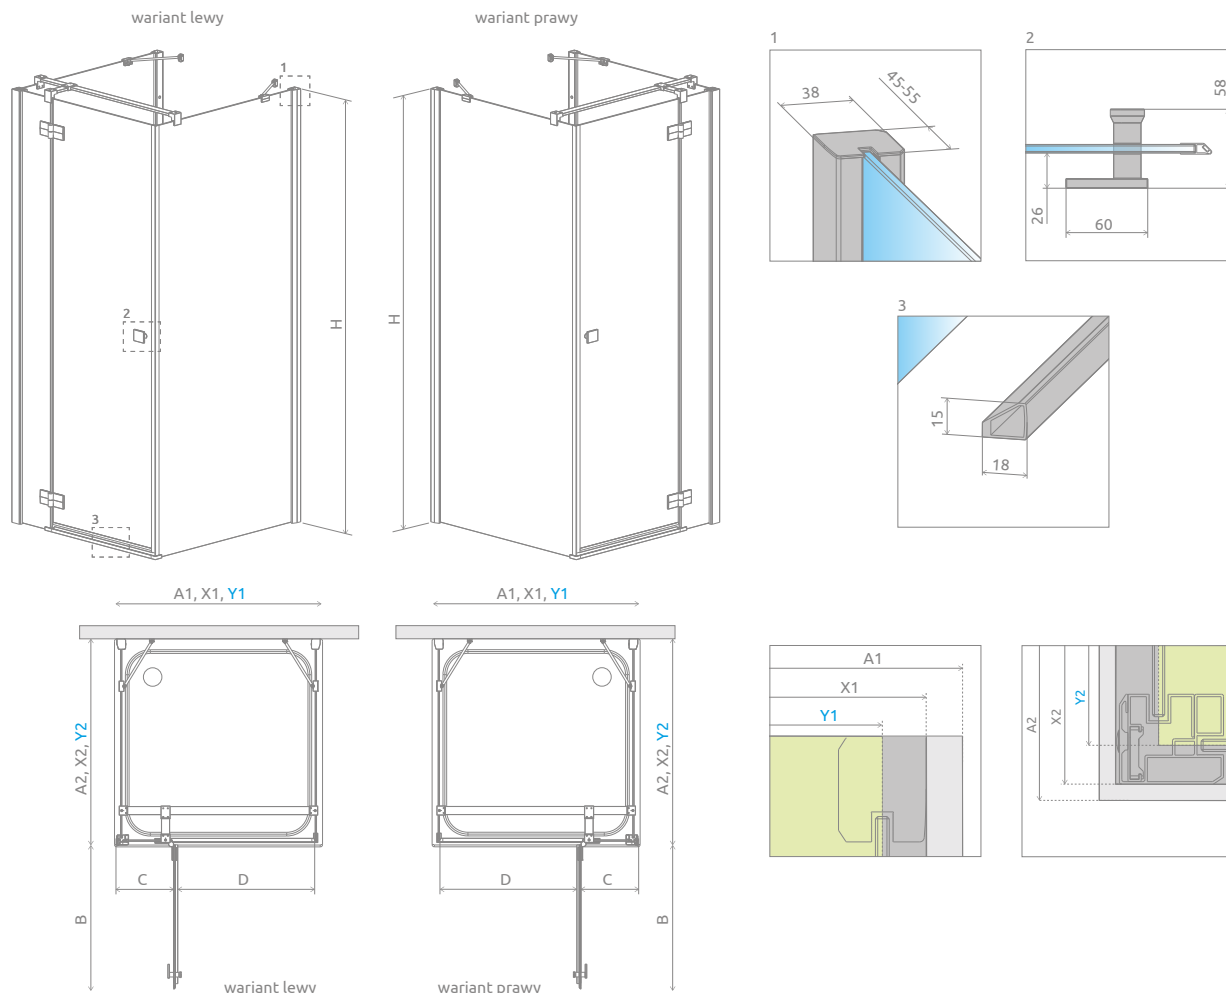 wariant lewy
wariant prawy
1
2
3
H
H
1
38
45-55
2
58
26
60
3
15
18
A1, X1, Y1
A2, X2, Y2
C
D
B
wariant lewy
A1, X1, Y1
A2, X2, Y2
D
C
B
wariant prawy
A1
X1
Y1
A2
X2
Y2